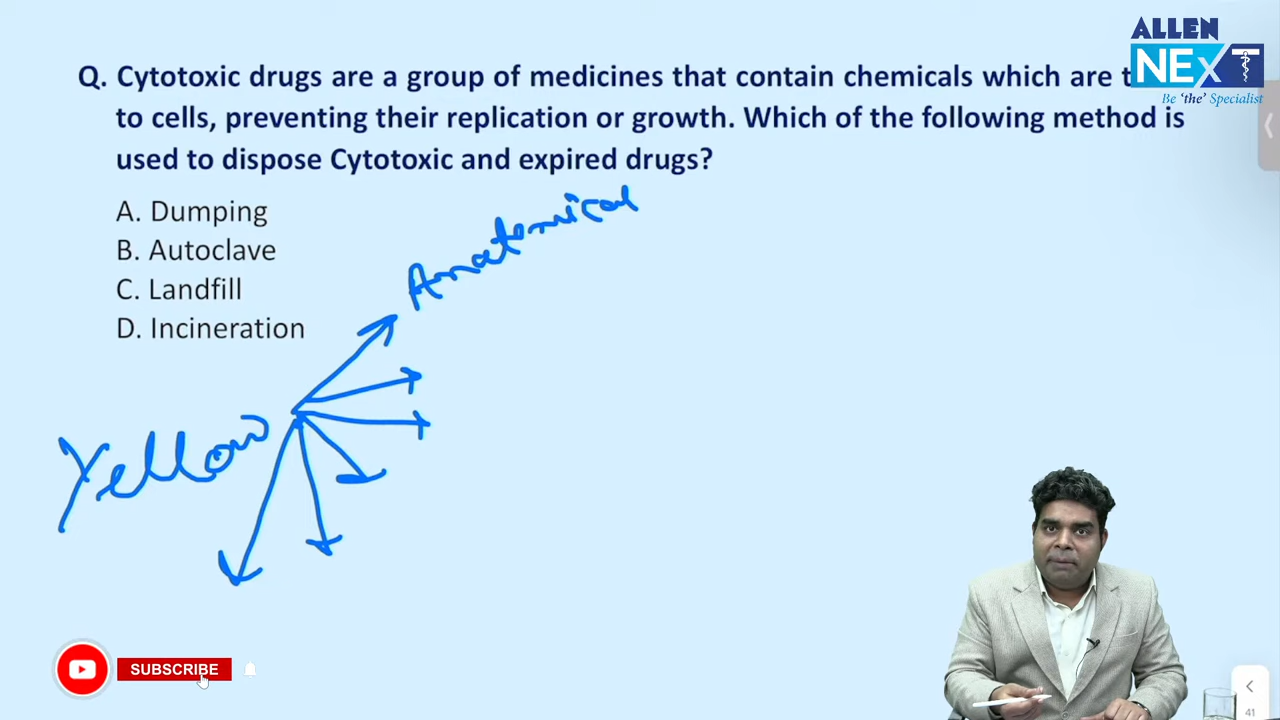 ALLEN
NEXT
Be 'the' Specialist
Q. Cytotoxic drugs are a group of medicines that contain chemicals which are
to cells, preventing their replication or growth. Which of the following method is
used to dispose Cytotoxic and expired drugs?
A. Dumping
B. Autoclave
C. Landfill
D. Incineration
Anatomical
Yellow
SUBSCRIBE
41